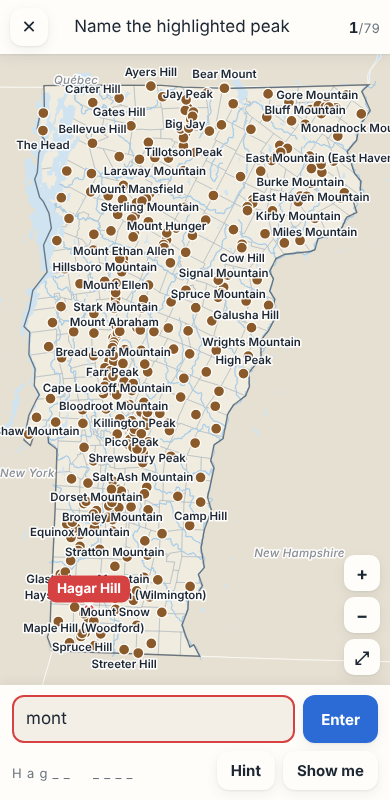 ✕ Name the highlighted peak 1/79
Québec
Ayers Hill
Bear Mount
Carter Hill
Jay Peak
Gore Mountain
Gates Hill
Bluff Mountain
Bellevue Hill
Big Jay
Monadnock Mou
The Head
Tillotson Peak
East Mountain (East Haven
Laraway Mountain
Mount Mansfield
Burke Mountain
Sterling Mountain
East Haven Mountain
Mount Hunger
Kirby Mountain
Miles Mountain
Mount Ethan Allen
Cow Hill
Hillsboro Mountain
Signal Mountain
Mount Ellen
Spruce Mountain
Stark Mountain
Galusha Hill
Mount Abraham
Wrights Mountain
Bread Loaf Mountain
High Peak
Farr Peak
Cape Lookoff Mountain
Bloodroot Mountain
Killington Peak
haw Mountain
Pico Peak
Shrewsbury Peak
New York
Salt Ash Mountain
Dorset Mountain
Bromley Mountain
Camp Hill
Equinox Mountain
Stratton Mountain
New Hampshire
Glas
untain
Hagar Hill
Hay
(Wilmington)
Mount Snow
Maple Hill (Woodford)
Spruce Hill
Streeter Hill
+
−
mont
Enter
Hag__ ____
Hint
Show me